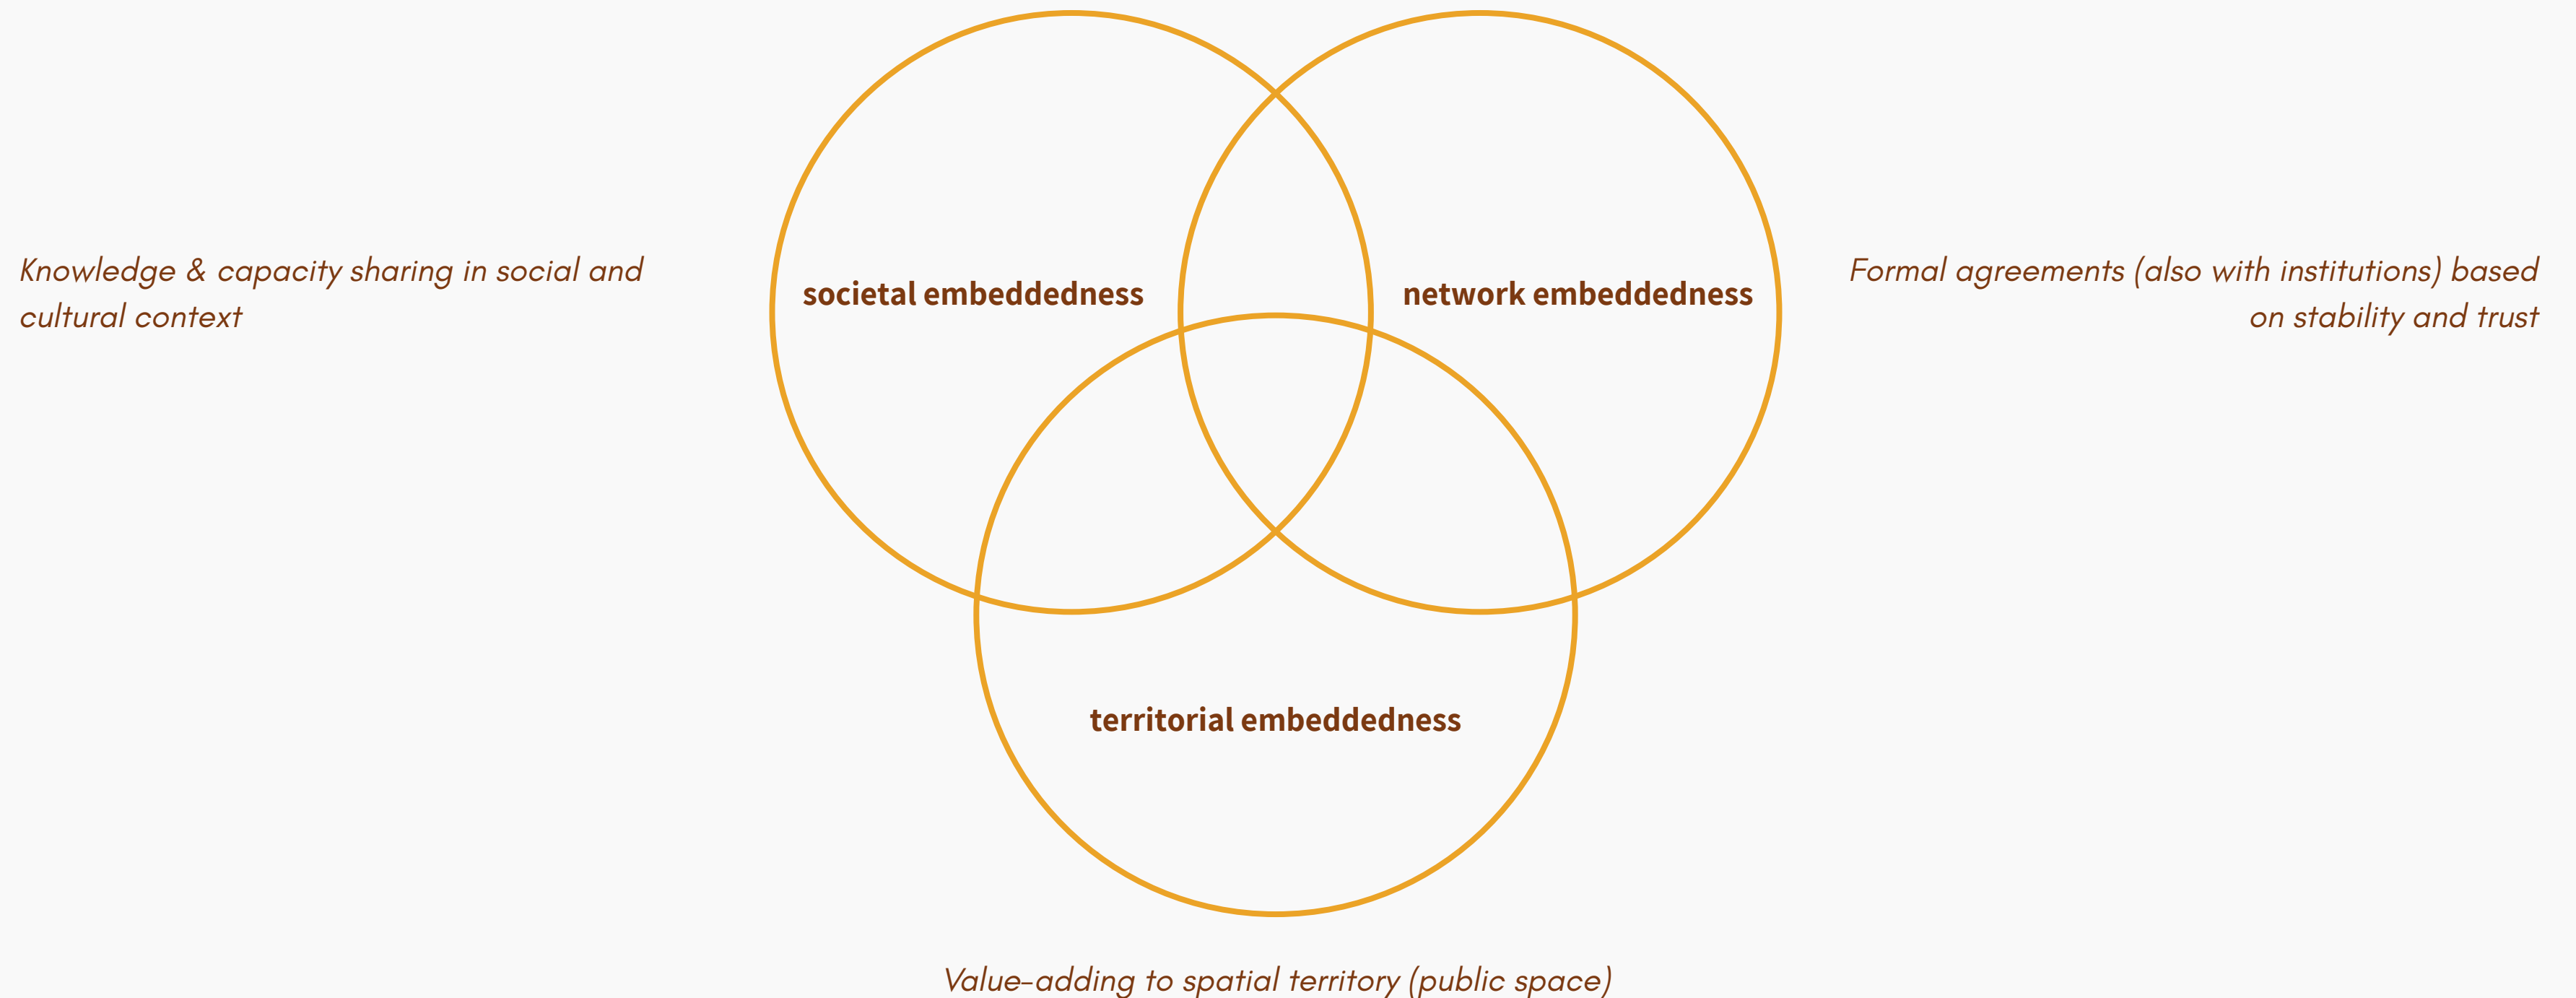 Knowledge & capacity sharing in social and
cultural context
societal embeddedness
network embeddedness
Formal agreements (also with institutions) based
on stability and trust
territorial embeddedness
Value-adding to spatial territory (public space)